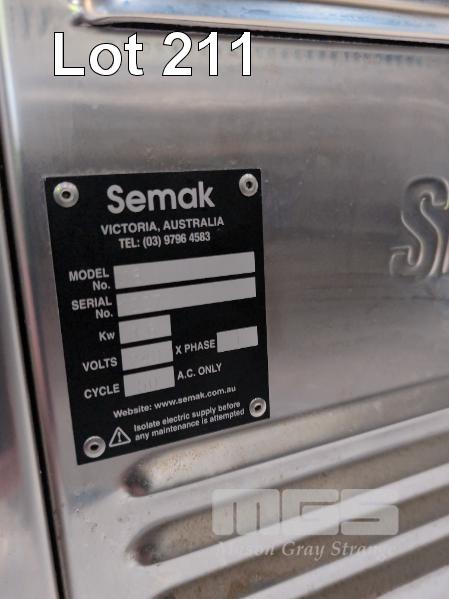 Lot 211
Semak
VICTORIA, AUSTRALIA
TEL: (03) 9796 4583
MODEL No.
SERIAL No.
Kw
VOLTS X PHASE
CYCLE A.C. ONLY
Website: www.semak.com.au
Isolate electric supply before
any maintenance is attempted
MGS
Mason Gray Strange